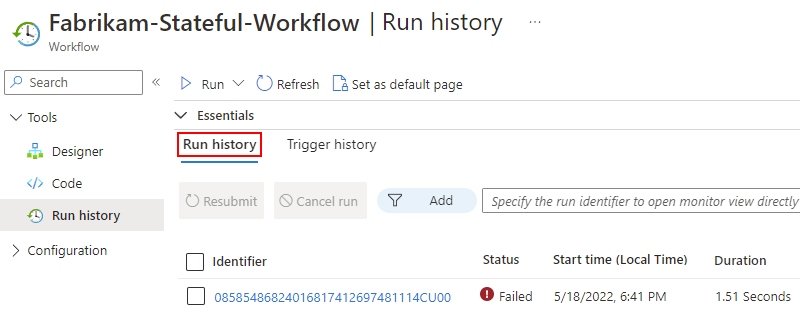 Fabrikam-Stateful-Workflow | Run history ...
Workflow
Search
«
Run
Refresh
Set as default page
Essentials
Tools
Designer
Code
Run history
Configuration
Run history
Trigger history
Resubmit
Cancel run
Add
Specify the run identifier to open monitor view directly
Identifier
Status
Start time (Local Time)
Duration
08585486824016817412697481114CU00
Failed
5/18/2022, 6:41 PM
1.51 Seconds